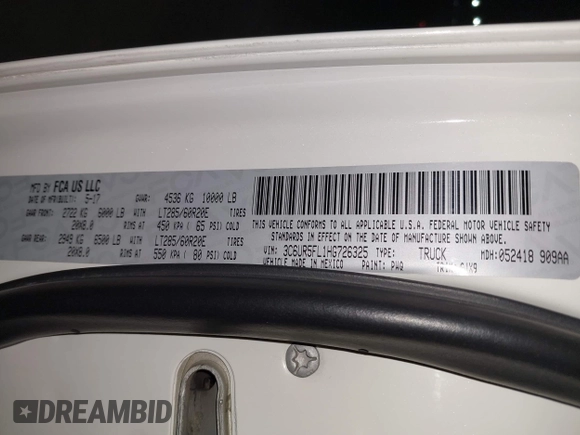 MFD BY FCA US LLC
DATE OF MFR/BUILT: 5-17 GVWR: 4536 KG 10000 LB
GAWR FRONT: 2722 KG 6000 LB WITH LT285/60R20E TIRES
20X8.0 RIMS AT 450 KPA ( 65 PSI) COLD
GAWR REAR: 2949 KG 6500 LB WITH LT285/60R20E TIRES
20X8.0 RIMS AT 550 KPA ( 80 PSI) COLD
THIS VEHICLE CONFORMS TO ALL APPLICABLE U.S.A. FEDERAL MOTOR VEHICLE SAFETY
STANDARDS IN EFFECT ON THE DATE OF MANUFACTURE SHOWN ABOVE.
VIN: 3C6UR5FL1HG726325 TYPE: TRUCK MDH: 052418 909AA
VEHICLE MADE IN MEXICO PAINT: PW7
DREAMBID